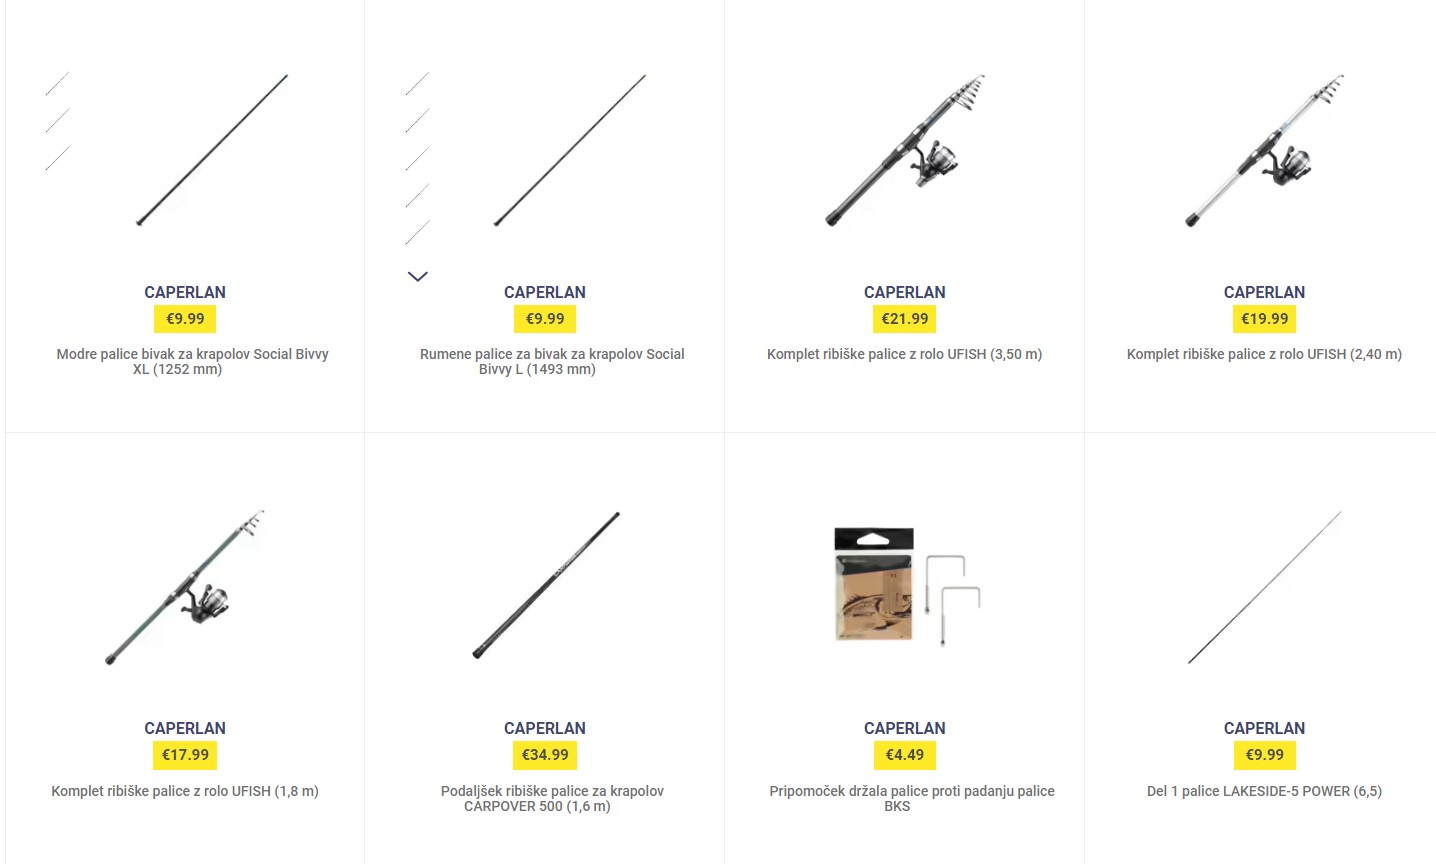 CAPERLAN
€9.99
Modre palice bivak za krapolov Social Bivvy
XL (1252 mm)
CAPERLAN
€9.99
Rumene palice za bivak za krapolov Social
Bivvy L (1493 mm)
CAPERLAN
€21.99
Komplet ribiške palice z rolo UFISH (3,50 m)
CAPERLAN
€19.99
Komplet ribiške palice z rolo UFISH (2,40 m)
CAPERLAN
€17.99
Komplet ribiške palice z rolo UFISH (1,8 m)
CAPERLAN
€34.99
Podaljšek ribiške palice za krapolov
CARPOVER 500 (1,6 m)
CAPERLAN
€4.49
Pripomoček držala palice proti padanju palice
BKS
CAPERLAN
€9.99
Del 1 palice LAKESIDE-5 POWER (6,5)